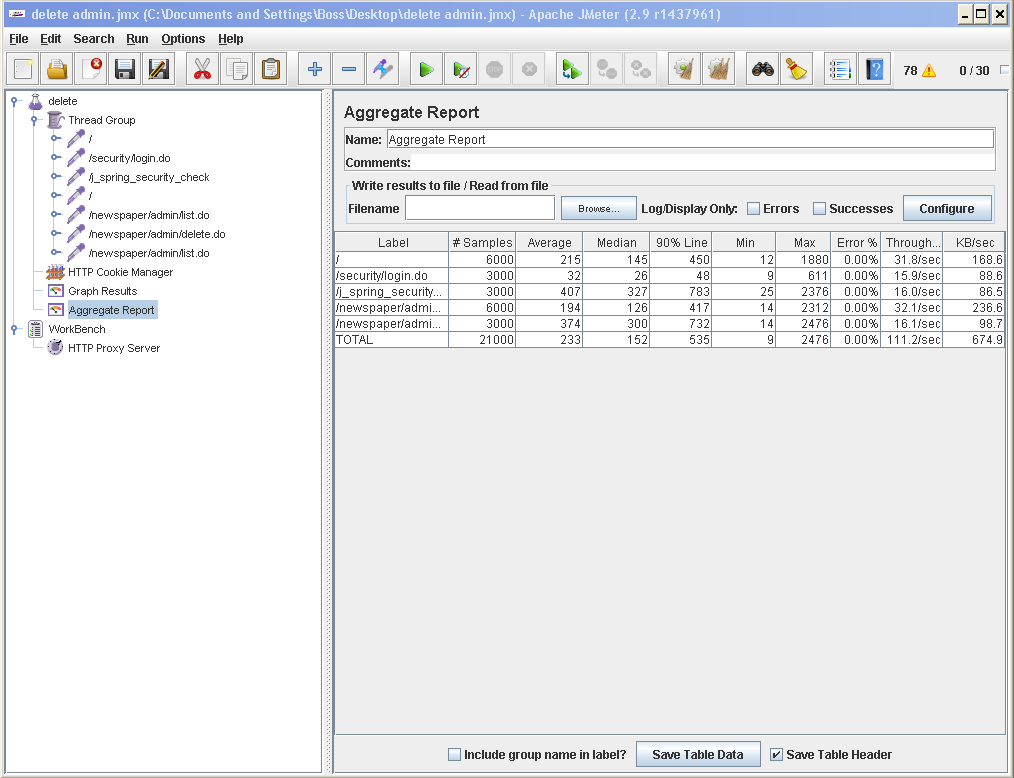 delete admin.jmx (C:\Documents and Settings\Boss\Desktop\delete admin.jmx) - Apache JMeter (2.9 r1437961)
File Edit Search Run Options Help
78 0 / 30
delete
Thread Group
/
/security/login.do
/j_spring_security_check
/
/newspaper/admin/list.do
/newspaper/admin/delete.do
/newspaper/admin/list.do
HTTP Cookie Manager
Graph Results
Aggregate Report
WorkBench
HTTP Proxy Server
Aggregate Report
Name: Aggregate Report
Comments:
Write results to file / Read from file
Filename Browse... Log/Display Only: Errors Successes Configure
Label # Samples Average Median 90% Line Min Max Error % Through... KB/sec
/ 6000 215 145 450 12 1880 0.00% 31.8/sec 168.6
/security/login.do 3000 32 26 48 9 611 0.00% 15.9/sec 88.6
/j_spring_security... 3000 407 327 783 25 2376 0.00% 16.0/sec 86.5
/newspaper/admi... 6000 194 126 417 14 2312 0.00% 32.1/sec 236.6
/newspaper/admi... 3000 374 300 732 14 2476 0.00% 16.1/sec 98.7
TOTAL 21000 233 152 535 9 2476 0.00% 111.2/sec 674.9
Include group name in label? Save Table Data Save Table Header